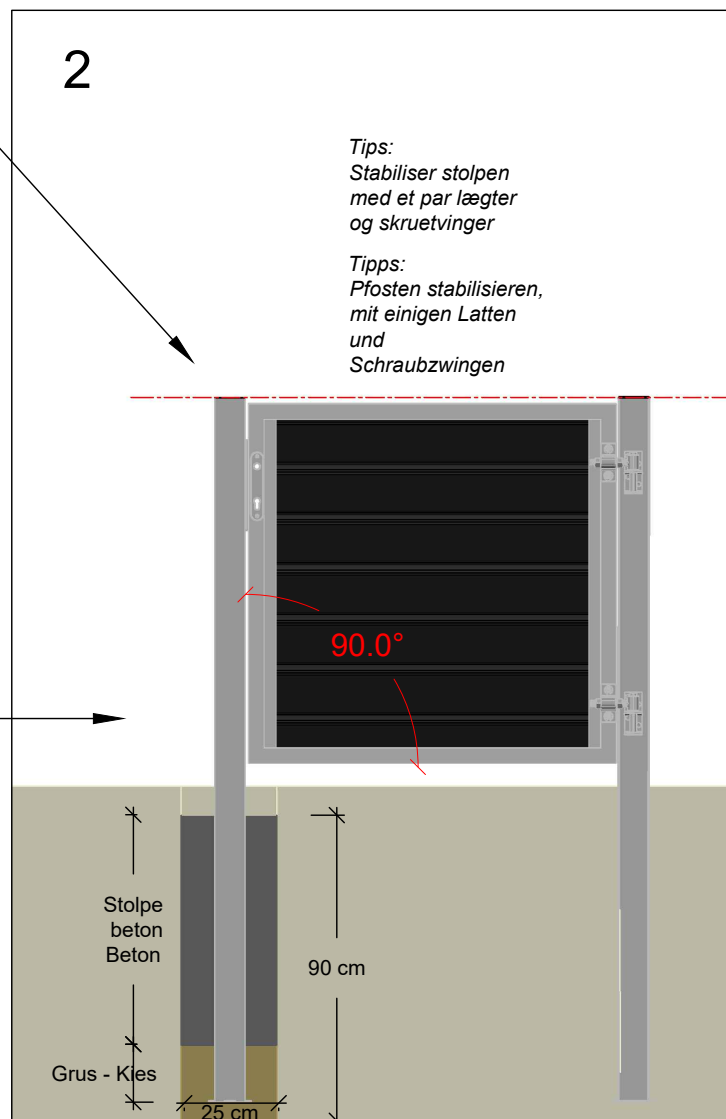 2
Tips:
Stabiliser stolpen
med et par lægter
og skruetvinger
Tipps:
Pfosten stabilisieren,
mit einigen Latten
und
Schraubzwingen
90.0°
Stolpe
beton
Beton
90 cm
Grus - Kies
25 cm